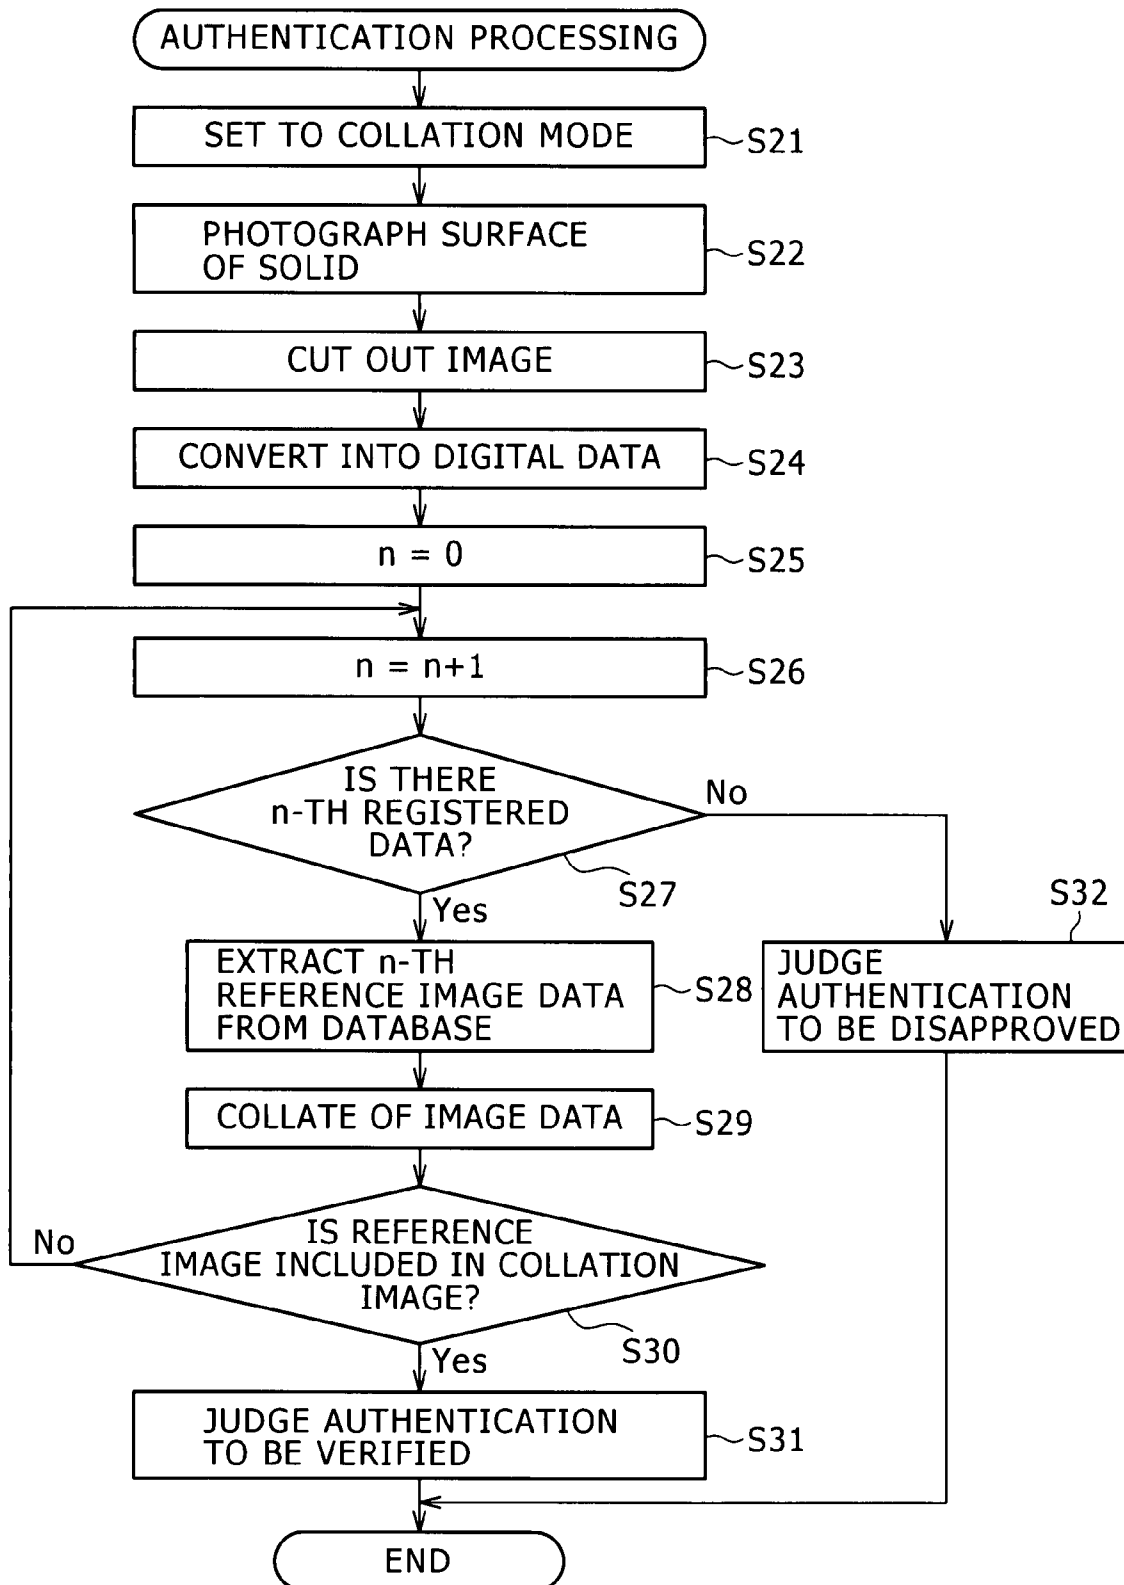 AUTHENTICATION PROCESSING
SET TO COLLATION MODE
S21
PHOTOGRAPH SURFACE
OF SOLID
S22
CUT OUT IMAGE
S23
CONVERT INTO DIGITAL DATA
S24
n = 0
S25
n = n+1
S26
IS THERE
n-TH REGISTERED
DATA?
No
S27
Yes
S32
EXTRACT n-TH
REFERENCE IMAGE DATA
FROM DATABASE
S28
JUDGE
AUTHENTICATION
TO BE DISAPPROVED
COLLATE OF IMAGE DATA
S29
IS REFERENCE
IMAGE INCLUDED IN COLLATION
IMAGE?
No
S30
Yes
JUDGE AUTHENTICATION
TO BE VERIFIED
S31
END